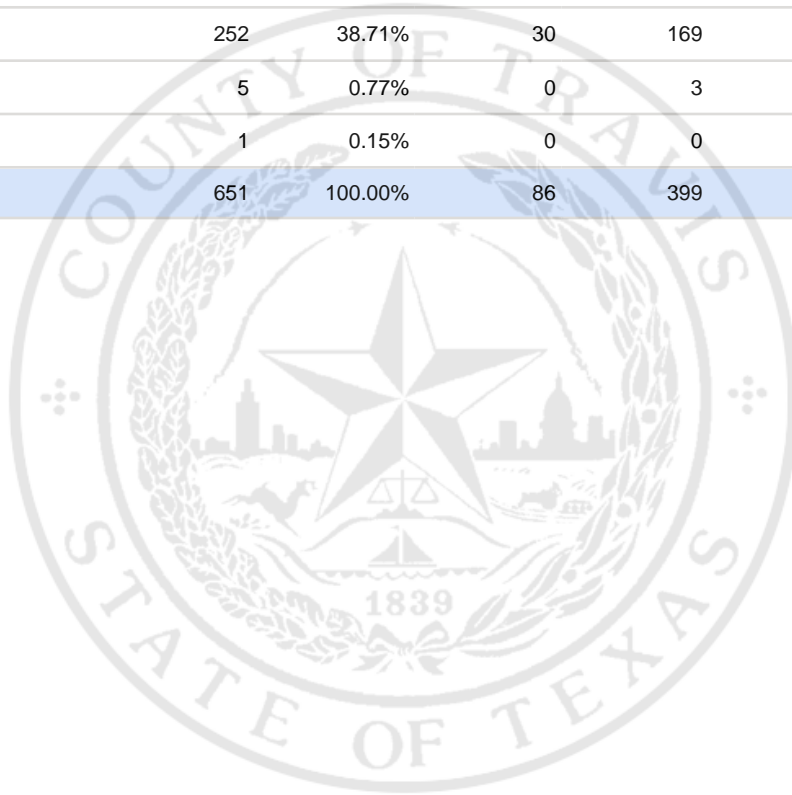 252 38.71% 30 169
5 0.77% 0 3
1 0.15% 0 0
651 100.00% 86 399
COUNTY OF TRAVIS
1839
STATE OF TEXAS